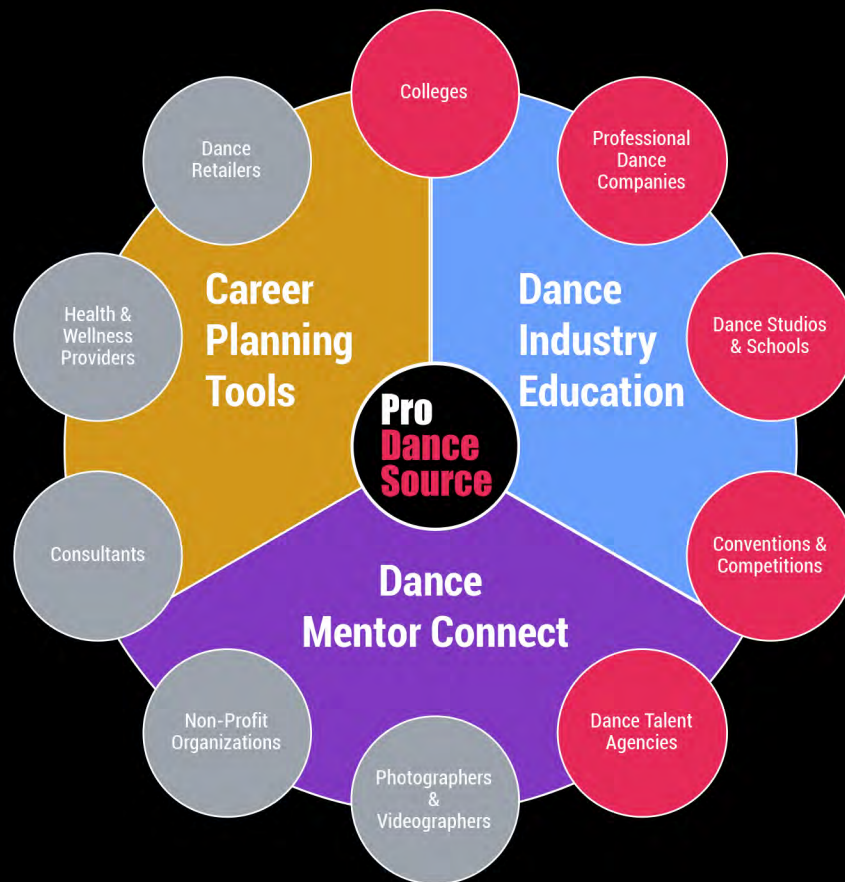 Colleges
Professional
Dance
Companies
Dance Studios
& Schools
Conventions &
Competitions
Dance Talent
Agencies
Photographers
&
Videographers
Non-Profit
Organizations
Consultants
Health &
Wellness
Providers
Dance
Retailers
Career
Planning
Tools
Dance
Industry
Education
Pro
Dance
Source
Dance
Mentor Connect